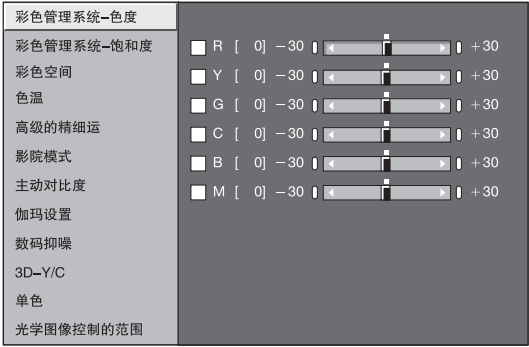 彩色管理系统–色度
彩色管理系统–饱和度
彩色空间
色温
高级的精细运
影院模式
主动对比度
伽玛设置
数码抑噪
3D–Y/C
单色
光学图像控制的范围
R [ 0] –30 +30
Y [ 0] –30 +30
G [ 0] –30 +30
C [ 0] –30 +30
B [ 0] –30 +30
M [ 0] –30 +30